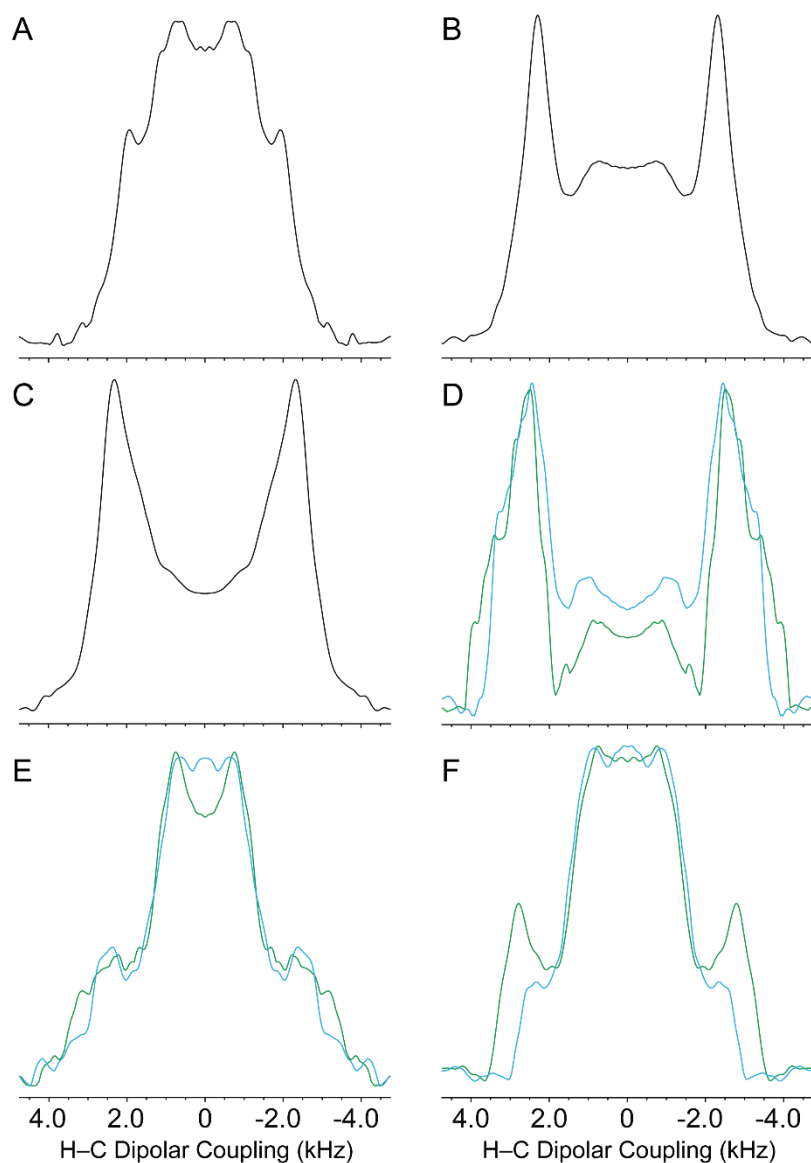 A B
C D
E F
4.0 2.0 0 -2.0 -4.0 4.0 2.0 0 -2.0 -4.0
H–C Dipolar Coupling (kHz) H–C Dipolar Coupling (kHz)